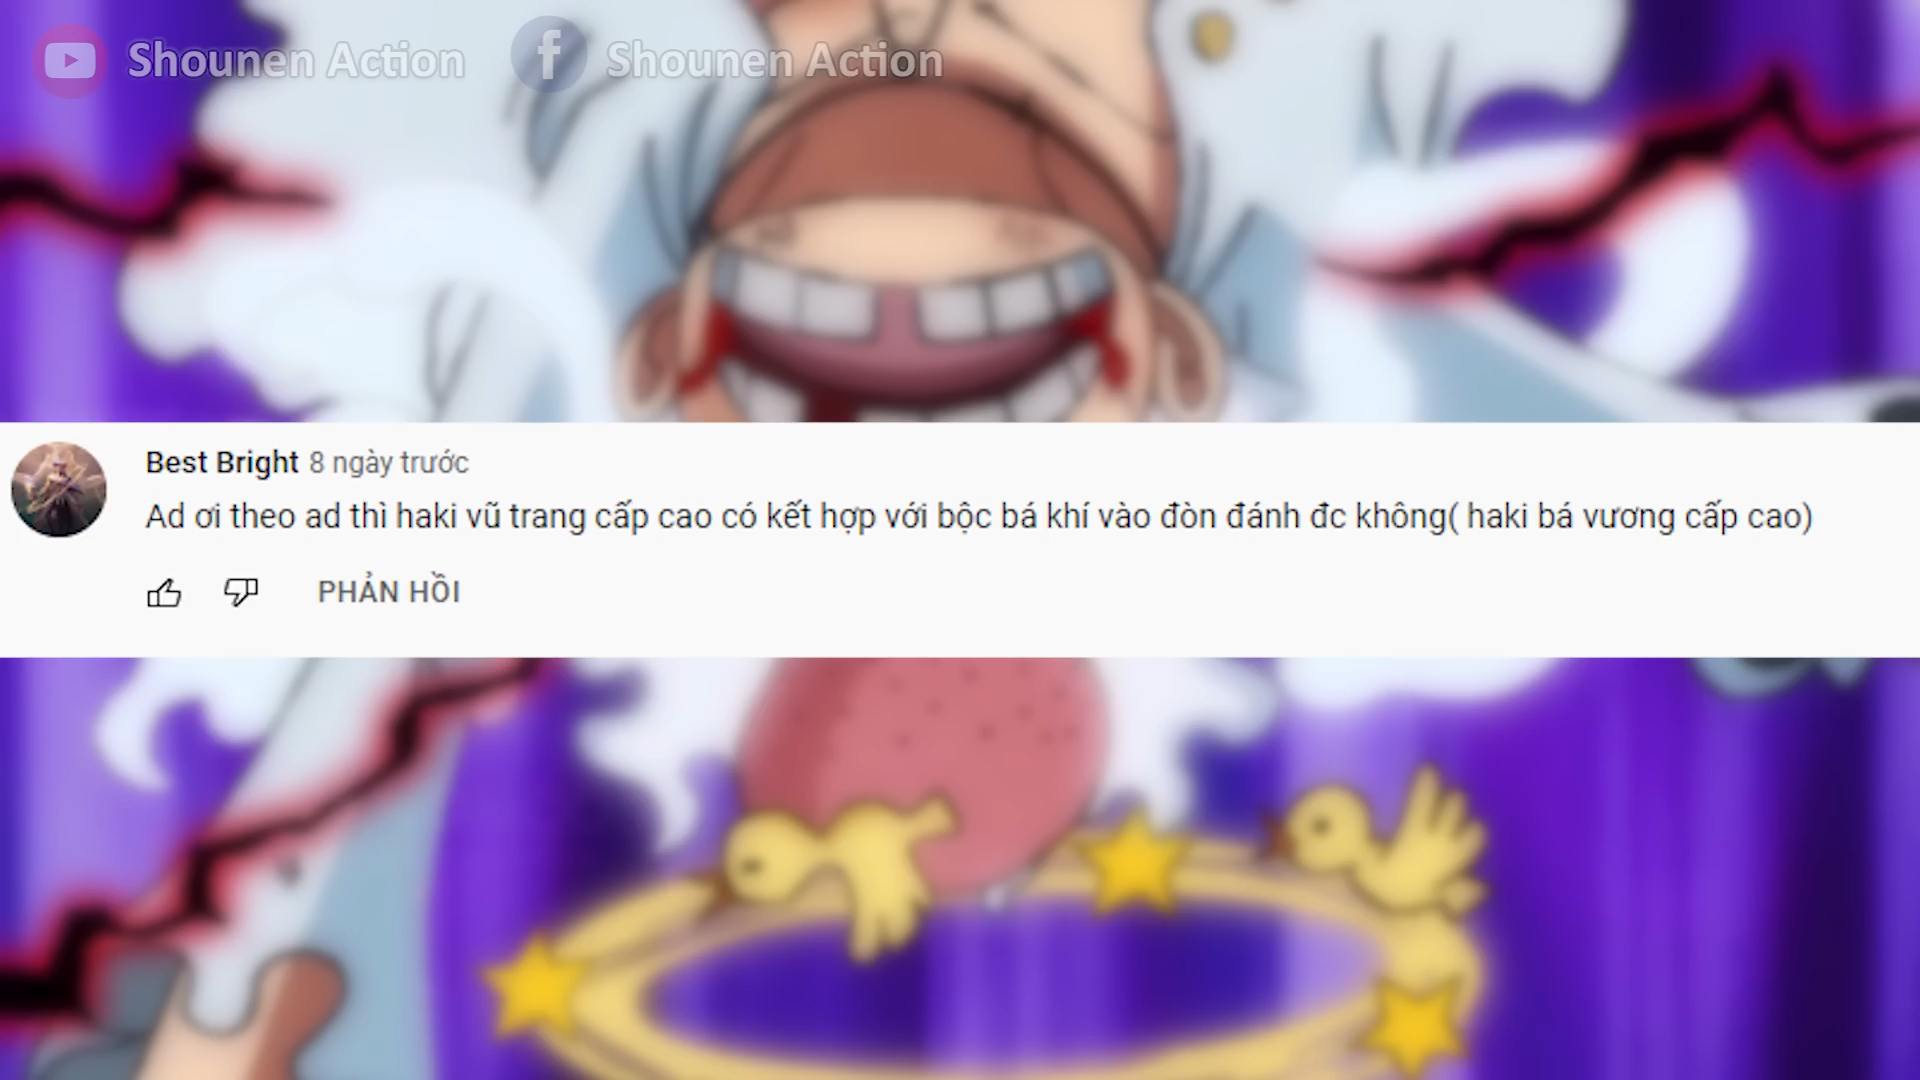 Shounen Action Shounen Action
Best Bright 8 ngày trước
Ad ơi theo ad thì haki vũ trang cấp cao có kết hợp với bộc bá khí vào đòn đánh đc không( haki bá vương cấp cao)
PHẢN HỒI